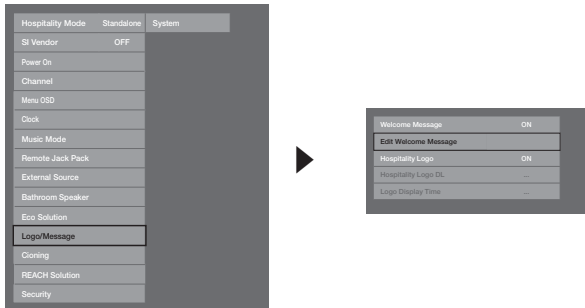 Hospitality Mode Standalone System
SI Vendor OFF
Power On
Channel
Menu OSD
Clock
Music Mode
Remote Jack Pack
External Source
Bathroom Speaker
Eco Solution
Logo/Message
Cloning
REACH Solution
Security
Welcome Message ON
Edit Welcome Message
Hospitality Logo ON
Hospitality Logo DL ...
Logo Display Time ...